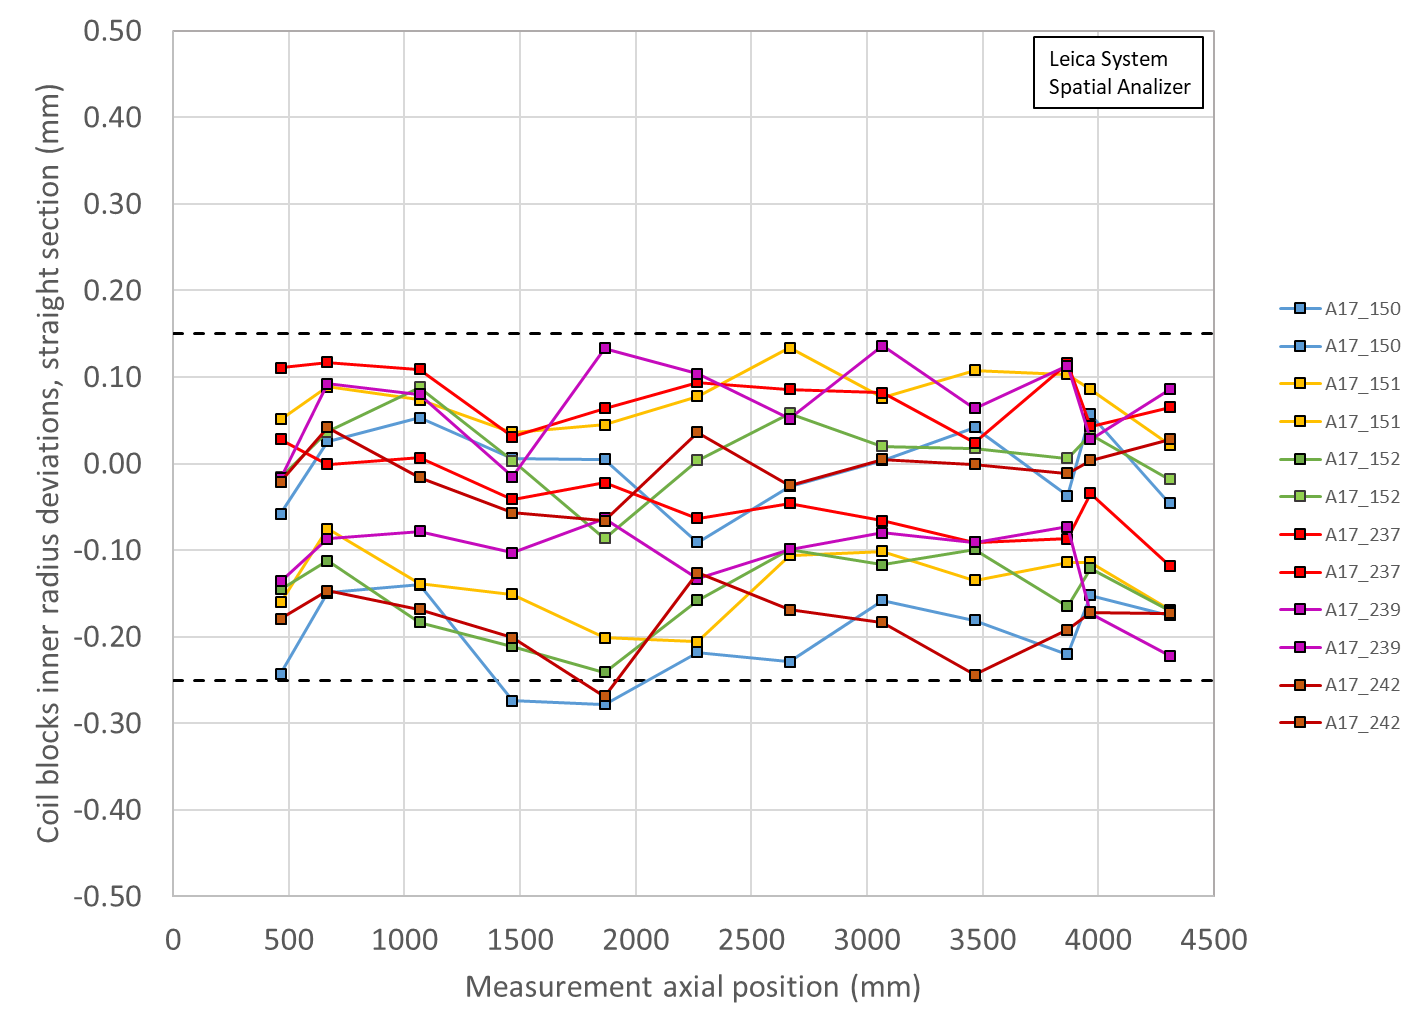 Coil blocks inner radius deviations, straight section (mm)
0.50
0.40
0.30
0.20
0.10
0.00
-0.10
-0.20
-0.30
-0.40
-0.50
Leica System
Spatial Analizer
0 500 1000 1500 2000 2500 3000 3500 4000 4500
Measurement axial position (mm)
A17_150
A17_150
A17_151
A17_151
A17_152
A17_152
A17_237
A17_237
A17_239
A17_239
A17_242
A17_242